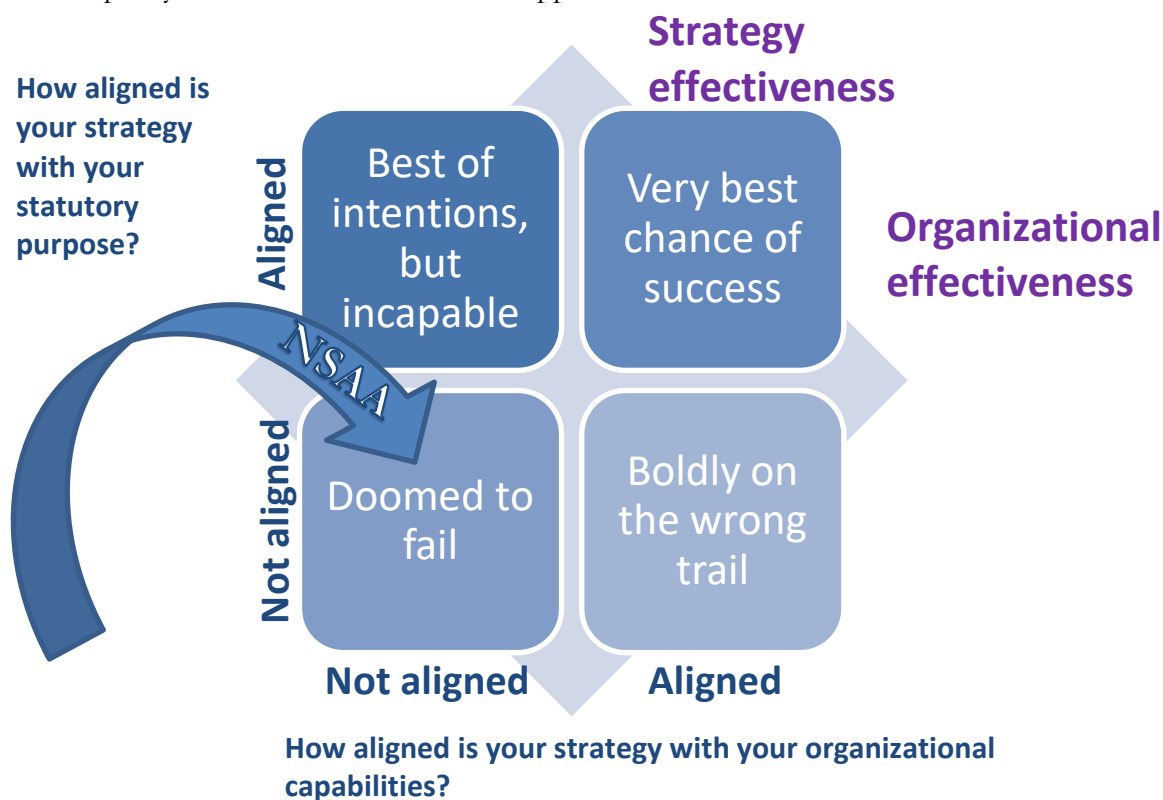 Strategy
effectiveness
How aligned is
your strategy
with your
statutory
purpose?
Aligned
Best of
intentions,
but
incapable
Very best
chance of
success
Organizational
effectiveness
NSAA
Not aligned
Doomed to
fail
Boldly on
the wrong
trail
Not aligned
Aligned
How aligned is your strategy with your organizational
capabilities?